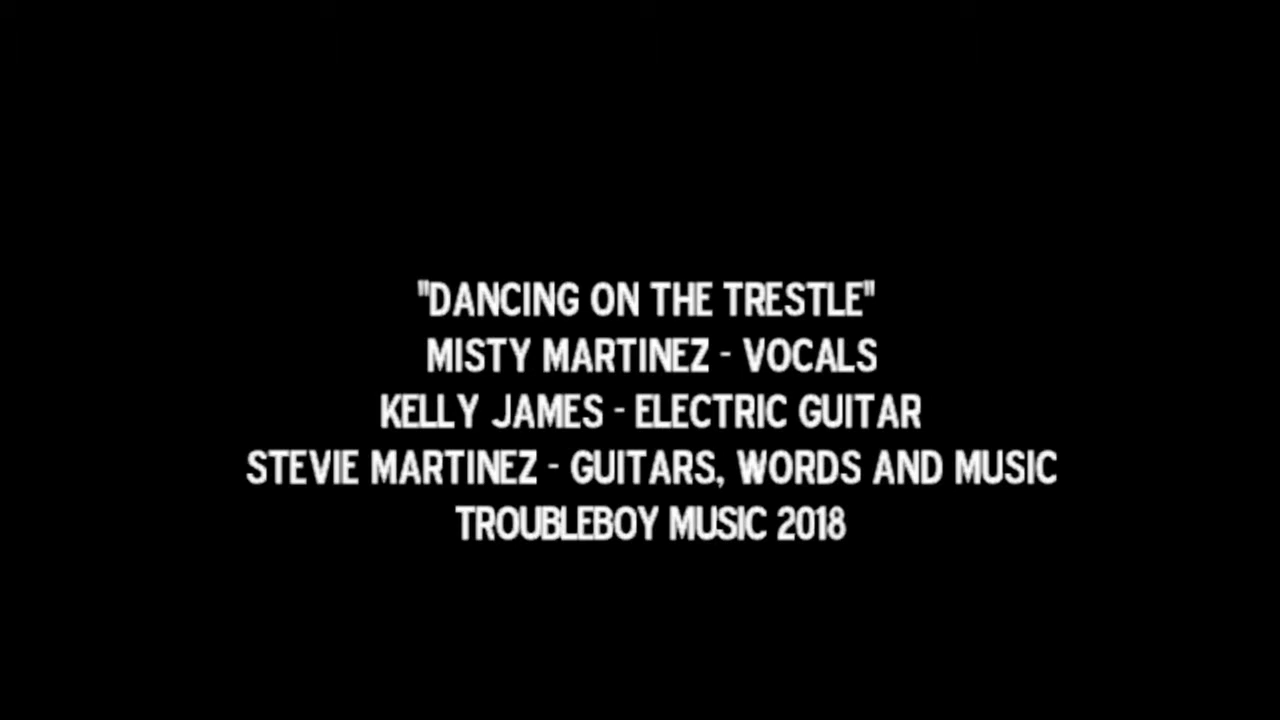 "DANCING ON THE TRESTLE"
MISTY MARTINEZ - VOCALS
KELLY JAMES - ELECTRIC GUITAR
STEVIE MARTINEZ - GUITARS, WORDS AND MUSIC
TROUBLEBOY MUSIC 2018